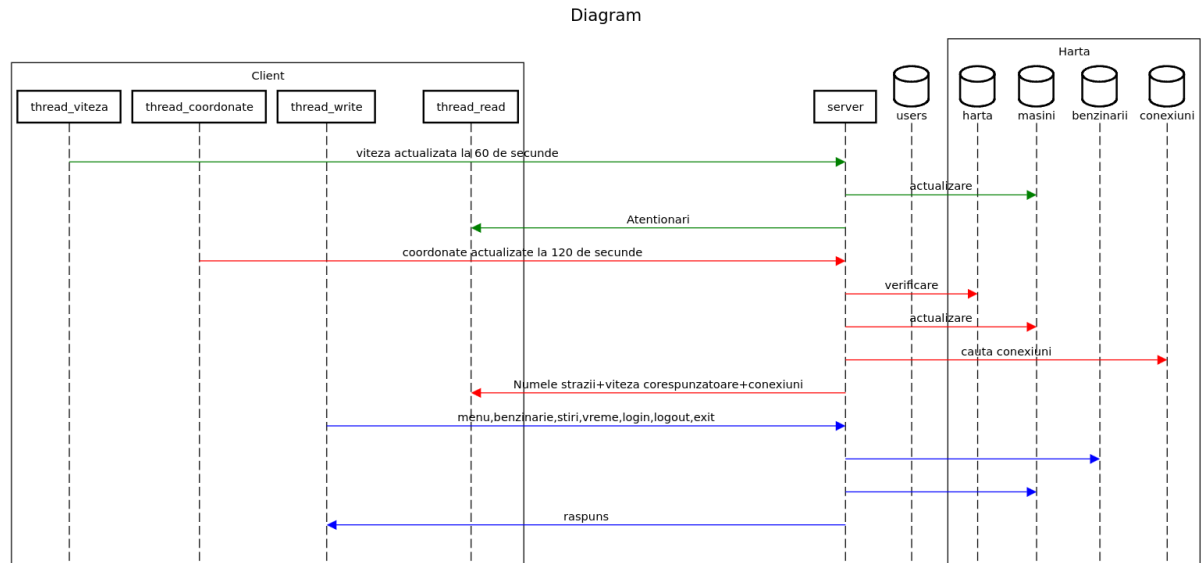 Diagram
Harta
Client
thread_viteza
thread_coordonate
thread_write
thread_read
server
users
harta
masini
benzinarii
conexiuni
viteza actualizata la 60 de secunde
actualizare
Atentionari
coordonate actualizate la 120 de secunde
verificare
actualizare
cauta conexiuni
Numele strazii+viteza corespunzatoare+conexiuni
menu,benzinarie,stiri,vreme,login,logout,exit
raspuns